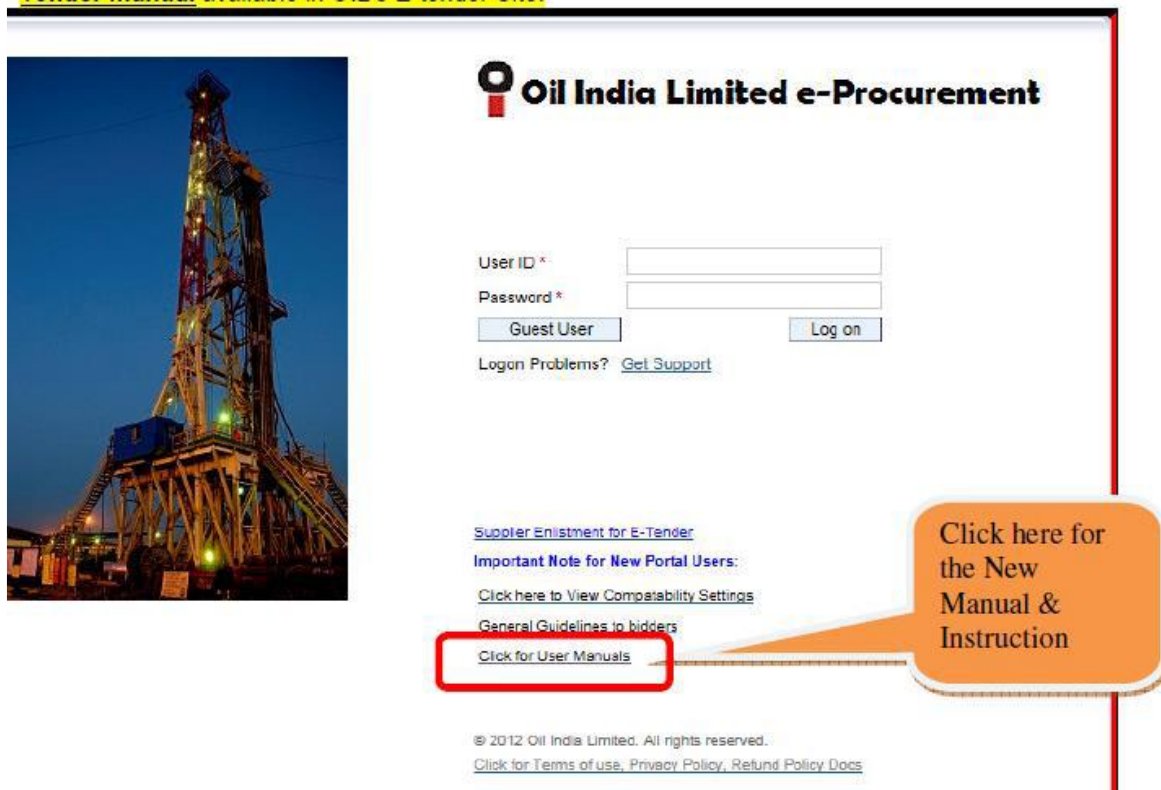 Oil India Limited e-Procurement
User ID *
Password *
Guest User
Log on
Logon Problems? Get Support
Supplier Enlistment for E-Tender
Important Note for New Portal Users:
Click here to View Compatability Settings
General Guidelines to bidders
Click for User Manuals
Click here for
the New
Manual &
Instruction
© 2012 Oil India Limited. All rights reserved.
Click for Terms of use, Privacy Policy, Refund Policy Docs